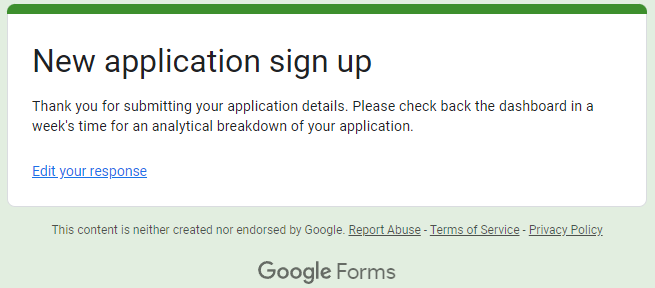 New application sign up
Thank you for submitting your application details. Please check back the dashboard in a
week's time for an analytical breakdown of your application.
Edit your response
This content is neither created nor endorsed by Google. Report Abuse - Terms of Service - Privacy Policy
Google Forms